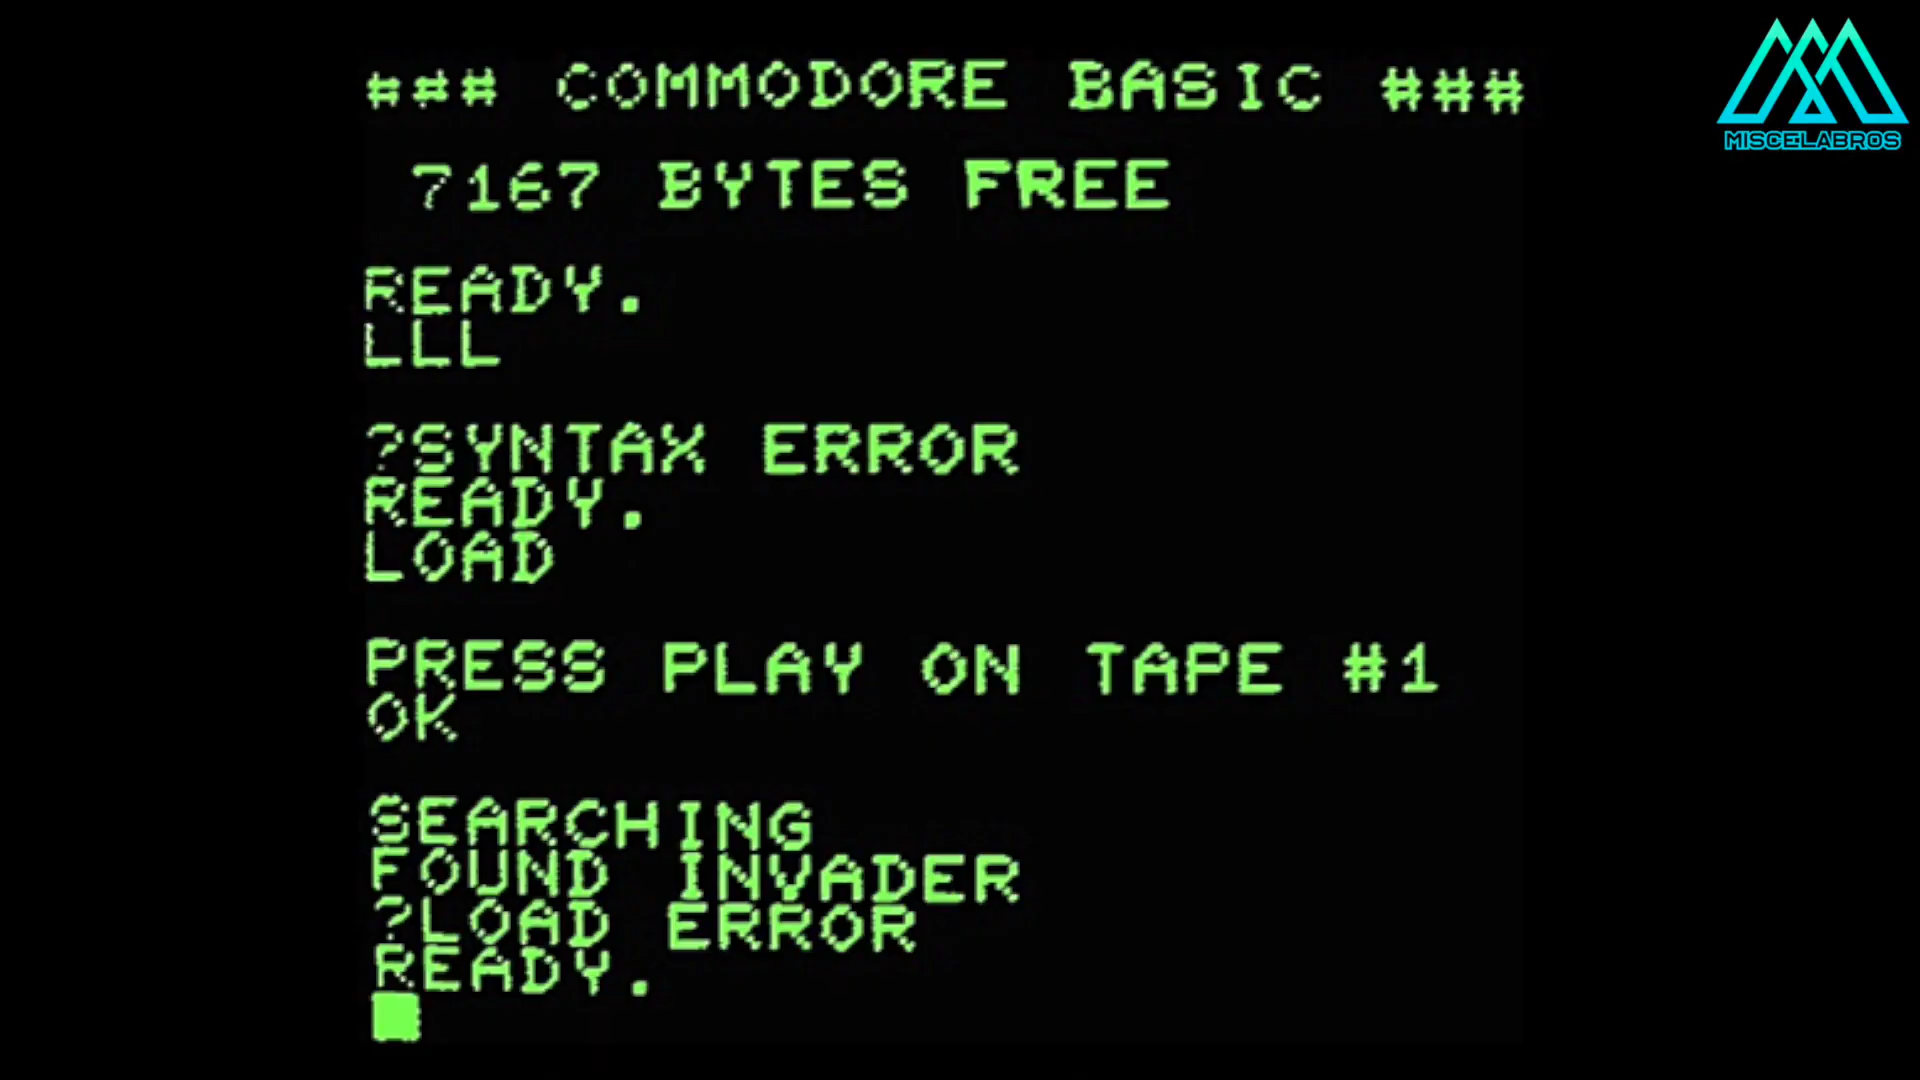 ### COMMODORE BASIC ###
7167 BYTES FREE
READY.
LLL
?SYNTAX ERROR
READY.
LOAD
PRESS PLAY ON TAPE #1
OK
SEARCHING
FOUND INVADER
?LOAD ERROR
READY.
MISCELABROS